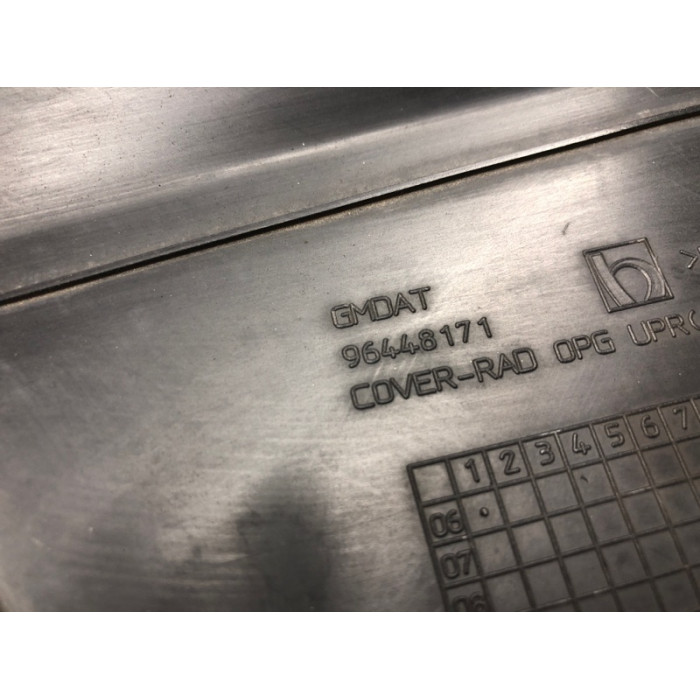 GMDAT
96448171
COVER-RAD OPG UPR
1 2 3 4 5 6 7
06
07